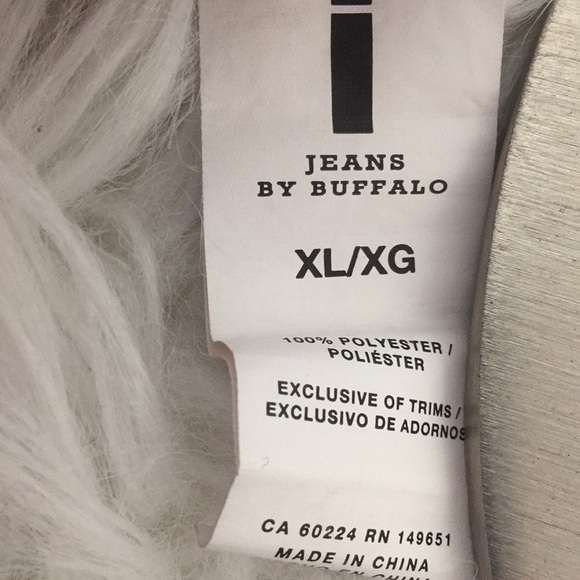 i
JEANS
BY BUFFALO
XL/XG
100% POLYESTER /
POLIÉSTER
EXCLUSIVE OF TRIMS /
EXCLUSIVO DE ADORNOS
CA 60224 RN 149651
MADE IN CHINA